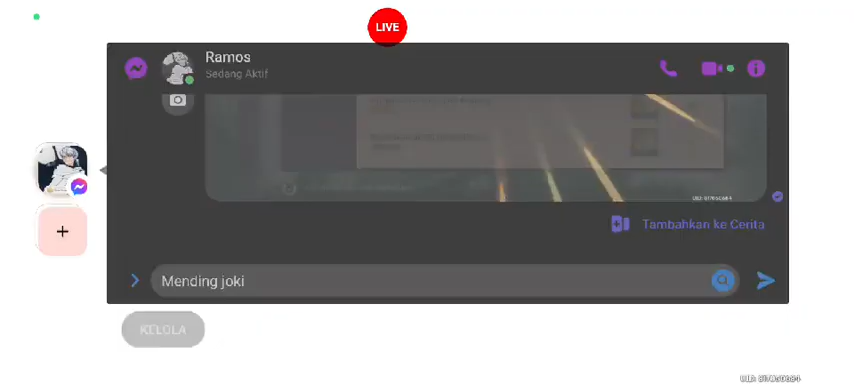 LIVE
Ramos
Sedang Aktif
Tambahkan ke Cerita
Mending joki
KELOLA